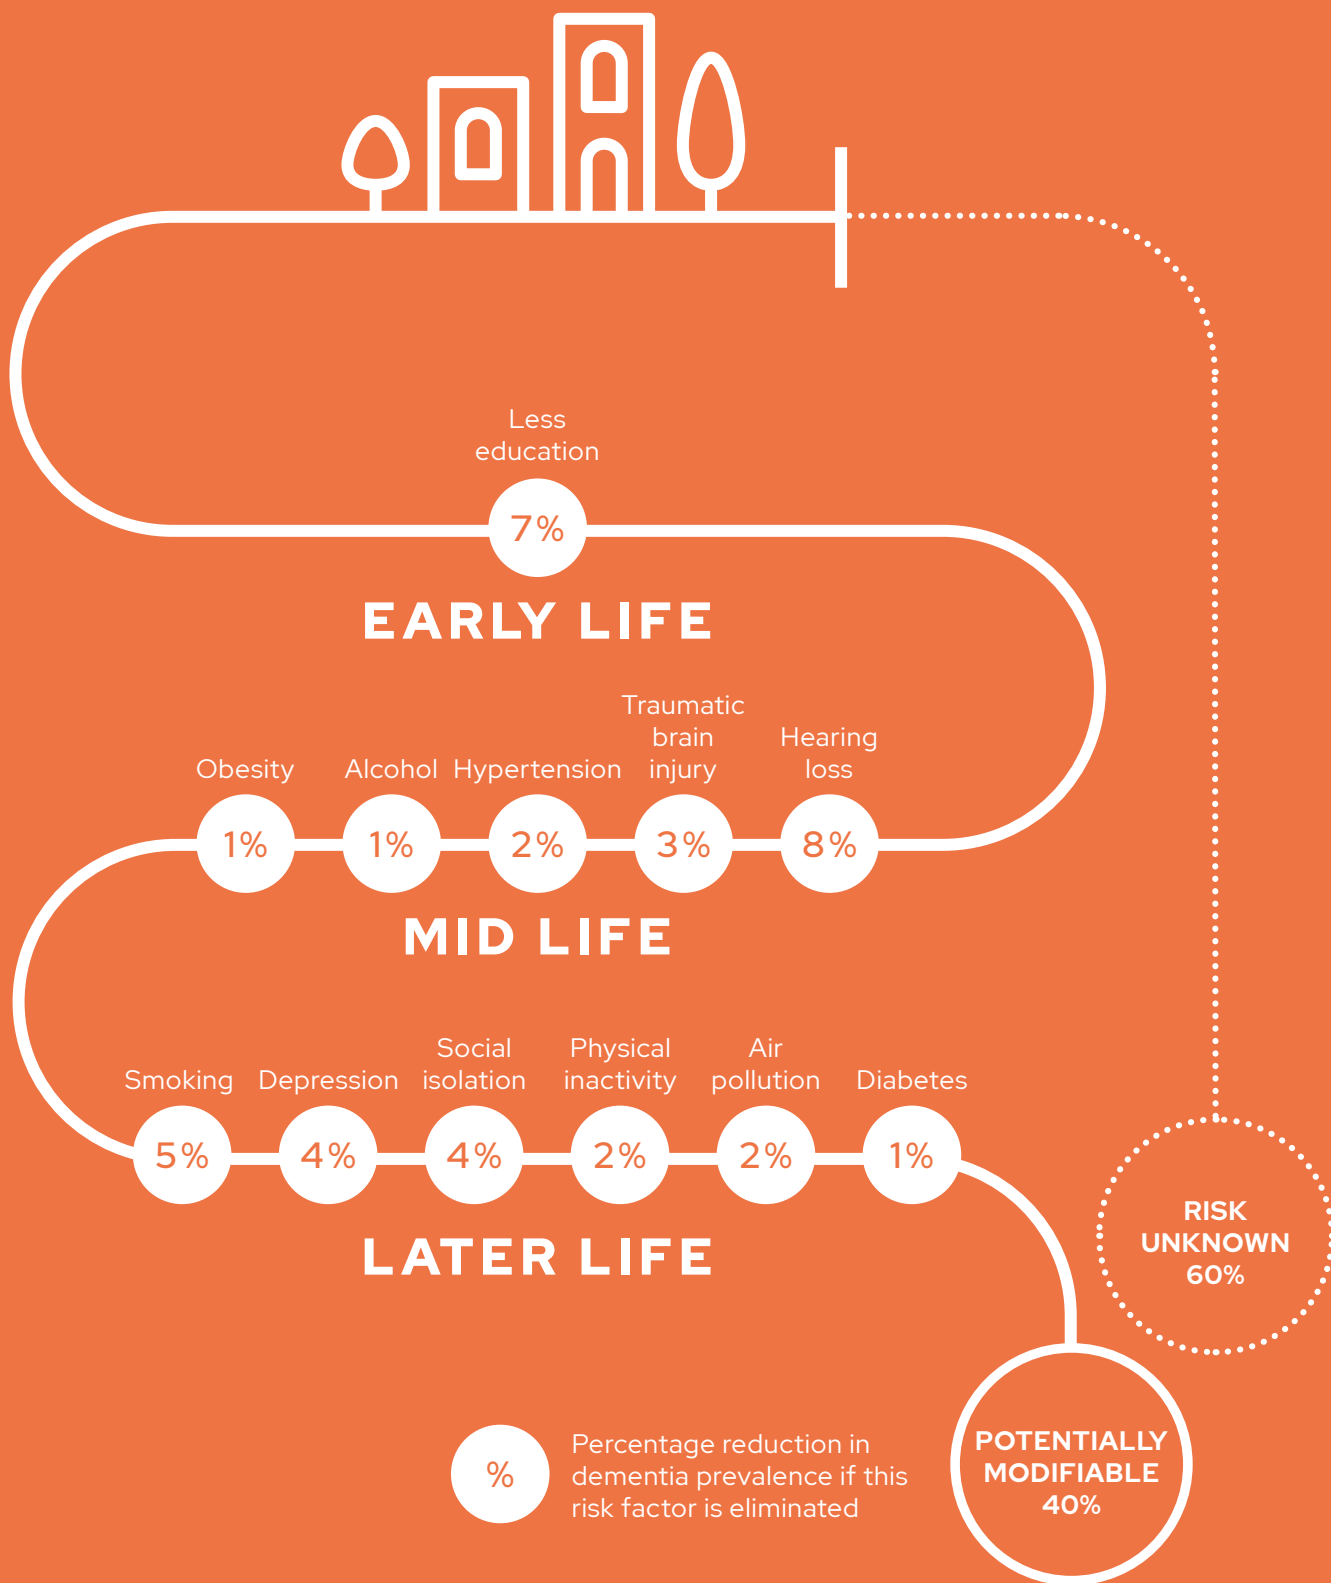 Less
education
7%
EARLY LIFE
Traumatic
brain
injury
Hearing
loss
Obesity
Alcohol
Hypertension
1%
1%
2%
3%
8%
MID LIFE
Smoking
Depression
Social
isolation
Physical
inactivity
Air
pollution
Diabetes
5%
4%
4%
2%
2%
1%
LATER LIFE
RISK
UNKNOWN
60%
POTENTIALLY
MODIFIABLE
40%
%
Percentage reduction in
dementia prevalence if this
risk factor is eliminated